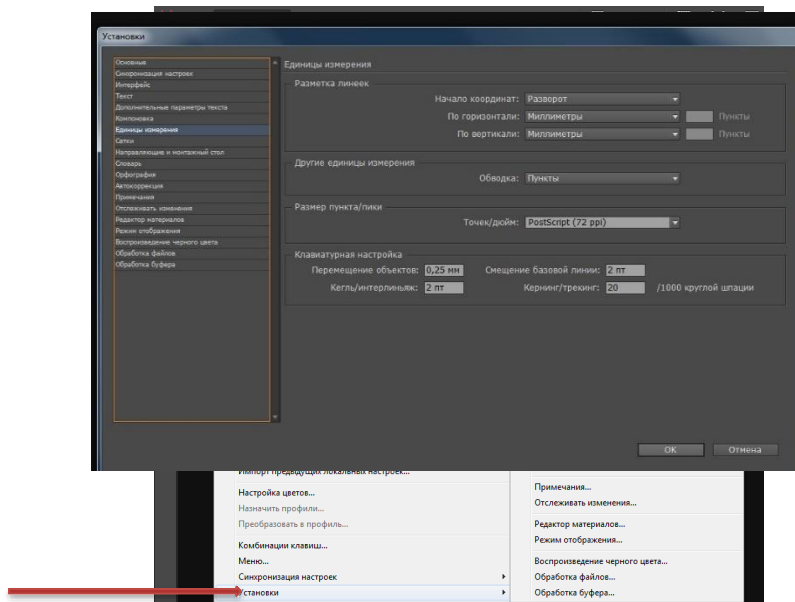 Установки
Основные
Синхронизация настроек
Интерфейс
Текст
Дополнительные параметры текста
Компоновка
Единицы измерения
Сетки
Направляющие и монтажный стол
Словарь
Орфография
Автокоррекция
Примечания
Отслеживать изменения
Редактор материалов
Режим отображения
Воспроизведение черного цвета
Обработка файлов
Обработка буфера
Единицы измерения
Разметка линеек
Начало координат: Разворот
По горизонтали: Миллиметры Пункты
По вертикали: Миллиметры Пункты
Другие единицы измерения
Обводка: Пункты
Размер пункта/пики
Точек/дюйм: PostScript (72 ppi)
Клавиатурная настройка
Перемещение объектов: 0,25 мм Смещение базовой линии: 2 пт
Кегль/интерлиньяж: 2 пт Кернинг/трекинг: 20 /1000 круглой шпации
OK Отмена
Импорт предыдущих локальных настроек...
Настройка цветов...
Назначить профили...
Преобразовать в профиль...
Комбинации клавиш...
Меню...
Синхронизация настроек
Установки
Примечания...
Отслеживать изменения...
Редактор материалов...
Режим отображения...
Воспроизведение черного цвета...
Обработка файлов...
Обработка буфера...